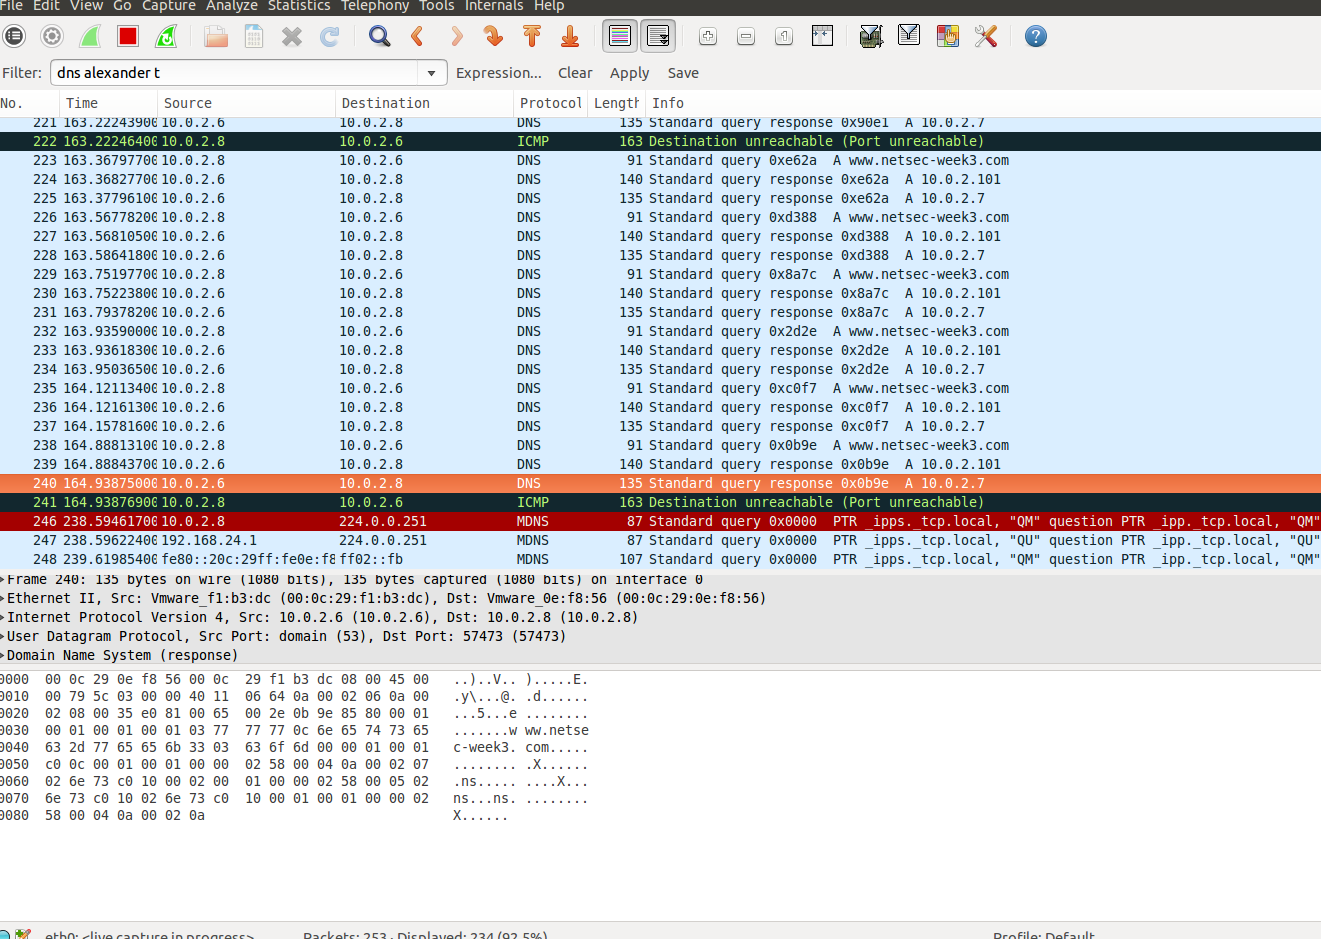 File Edit View Go Capture Analyze Statistics Telephony Tools Internals Help
Filter: dns alexander t Expression... Clear Apply Save
No. Time Source Destination Protocol Length Info
221 163.22243900 10.0.2.6 10.0.2.8 DNS 135 Standard query response 0x90e1 A 10.0.2.7
222 163.22246400 10.0.2.8 10.0.2.6 ICMP 163 Destination unreachable (Port unreachable)
223 163.36797700 10.0.2.8 10.0.2.6 DNS 91 Standard query 0xe62a A www.netsec-week3.com
224 163.36827700 10.0.2.6 10.0.2.8 DNS 140 Standard query response 0xe62a A 10.0.2.101
225 163.37796100 10.0.2.6 10.0.2.8 DNS 135 Standard query response 0xe62a A 10.0.2.7
226 163.56778200 10.0.2.8 10.0.2.6 DNS 91 Standard query 0xd388 A www.netsec-week3.com
227 163.56810500 10.0.2.6 10.0.2.8 DNS 140 Standard query response 0xd388 A 10.0.2.101
228 163.58641800 10.0.2.6 10.0.2.8 DNS 135 Standard query response 0xd388 A 10.0.2.7
229 163.75197700 10.0.2.8 10.0.2.6 DNS 91 Standard query 0x8a7c A www.netsec-week3.com
230 163.75223800 10.0.2.6 10.0.2.8 DNS 140 Standard query response 0x8a7c A 10.0.2.101
231 163.79378200 10.0.2.6 10.0.2.8 DNS 135 Standard query response 0x8a7c A 10.0.2.7
232 163.93590000 10.0.2.8 10.0.2.6 DNS 91 Standard query 0x2d2e A www.netsec-week3.com
233 163.93618300 10.0.2.6 10.0.2.8 DNS 140 Standard query response 0x2d2e A 10.0.2.101
234 163.95036500 10.0.2.6 10.0.2.8 DNS 135 Standard query response 0x2d2e A 10.0.2.7
235 164.12113400 10.0.2.8 10.0.2.6 DNS 91 Standard query 0xc0f7 A www.netsec-week3.com
236 164.12161300 10.0.2.6 10.0.2.8 DNS 140 Standard query response 0xc0f7 A 10.0.2.101
237 164.15781600 10.0.2.6 10.0.2.8 DNS 135 Standard query response 0xc0f7 A 10.0.2.7
238 164.88813100 10.0.2.8 10.0.2.6 DNS 91 Standard query 0x0b9e A www.netsec-week3.com
239 164.88843700 10.0.2.6 10.0.2.8 DNS 140 Standard query response 0x0b9e A 10.0.2.101
240 164.93875000 10.0.2.6 10.0.2.8 DNS 135 Standard query response 0x0b9e A 10.0.2.7
241 164.93876900 10.0.2.8 10.0.2.6 ICMP 163 Destination unreachable (Port unreachable)
246 238.59461700 10.0.2.8 224.0.0.251 MDNS 87 Standard query 0x0000 PTR _ipps._tcp.local, "QM" question PTR _ipp._tcp.local, "QM"
247 238.59622400 192.168.24.1 224.0.0.251 MDNS 87 Standard query 0x0000 PTR _ipps._tcp.local, "QU" question PTR _ipp._tcp.local, "QU"
248 239.61985400 fe80::20c:29ff:fe0e:f8 ff02::fb MDNS 107 Standard query 0x0000 PTR _ipps._tcp.local, "QM" question PTR _ipp._tcp.local, "QM"
Frame 240: 135 bytes on wire (1080 bits), 135 bytes captured (1080 bits) on interface 0
Ethernet II, Src: Vmware_f1:b3:dc (00:0c:29:f1:b3:dc), Dst: Vmware_0e:f8:56 (00:0c:29:0e:f8:56)
Internet Protocol Version 4, Src: 10.0.2.6 (10.0.2.6), Dst: 10.0.2.8 (10.0.2.8)
User Datagram Protocol, Src Port: domain (53), Dst Port: 57473 (57473)
Domain Name System (response)
0000 00 0c 29 0e f8 56 00 0c 29 f1 b3 dc 08 00 45 00 ..)..V.. ).....E.
0010 00 79 5c 03 00 00 40 11 06 64 0a 00 02 06 0a 00 .y\...@. .d......
0020 02 08 00 35 e0 81 00 65 00 2e 0b 9e 85 80 00 01 ...5...e ........
0030 00 01 00 01 00 01 03 77 77 77 0c 6e 65 74 73 65 .......w ww.netse
0040 63 2d 77 65 65 6b 33 03 63 6f 6d 00 00 01 00 01 c-week3. com.....
0050 c0 0c 00 01 00 01 00 00 02 58 00 04 0a 00 02 07 ........ .X......
0060 02 6e 73 c0 10 00 02 00 01 00 00 02 58 00 05 02 .ns..... ....X...
0070 6e 73 c0 10 02 6e 73 c0 10 00 01 00 01 00 00 02 ns...ns. ........
0080 58 00 04 0a 00 02 0a X......
eth0: <live capture in progress> Packets: 253 · Displayed: 234 (92.5%) Profile: Default